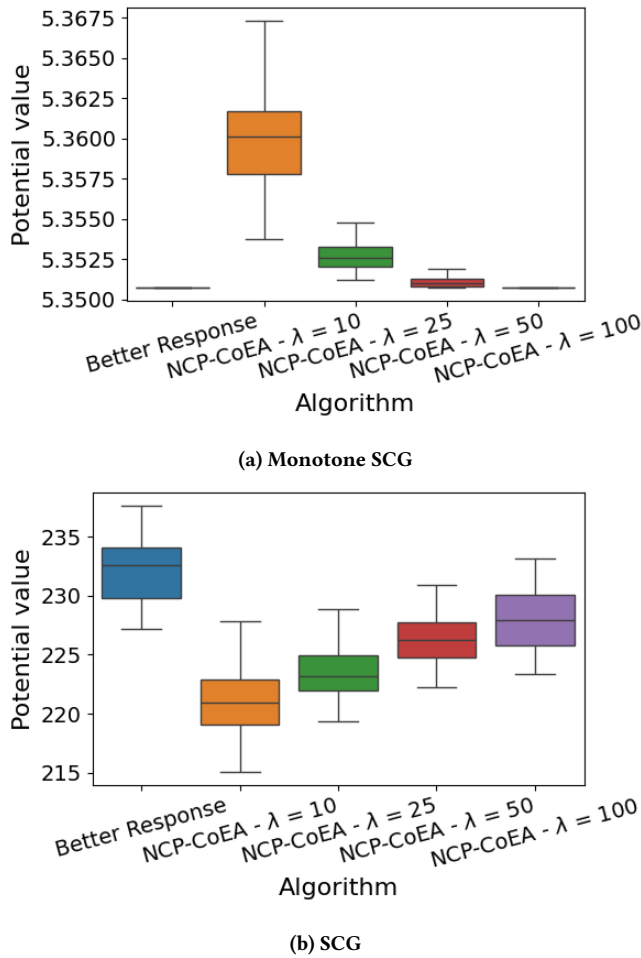 5.3675
5.3650
5.3625
5.3600
5.3575
5.3550
5.3525
5.3500
Potential value
Better Response
NCP-CoEA - λ = 10
NCP-CoEA - λ = 25
NCP-CoEA - λ = 50
NCP-CoEA - λ = 100
Algorithm
(a) Monotone SCG
235
230
225
220
215
Potential value
Better Response
NCP-CoEA - λ = 10
NCP-CoEA - λ = 25
NCP-CoEA - λ = 50
NCP-CoEA - λ = 100
Algorithm
(b) SCG